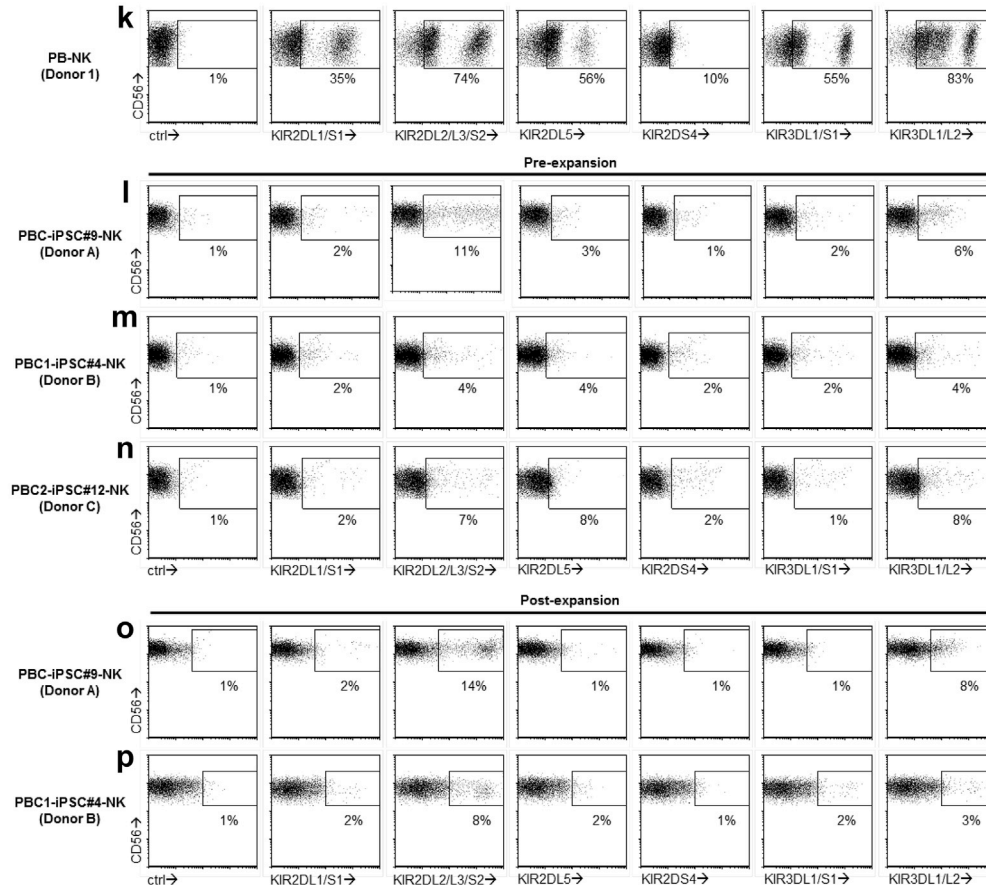 k
PB-NK
(Donor 1)
CD56→
1%
35%
74%
56%
10%
55%
83%
ctrl→
KIR2DL1/S1→
KIR2DL2/L3/S2→
KIR2DL5→
KIR2DS4→
KIR3DL1/S1→
KIR3DL1/L2→
Pre-expansion
l
PBC-iPSC#9-NK
(Donor A)
CD56→
1%
2%
11%
3%
1%
2%
6%
m
PBC1-iPSC#4-NK
(Donor B)
CD56→
1%
2%
4%
4%
2%
2%
4%
n
PBC2-iPSC#12-NK
(Donor C)
CD56→
1%
2%
7%
8%
2%
1%
8%
ctrl→
KIR2DL1/S1→
KIR2DL2/L3/S2→
KIR2DL5→
KIR2DS4→
KIR3DL1/S1→
KIR3DL1/L2→
Post-expansion
o
PBC-iPSC#9-NK
(Donor A)
CD56→
1%
2%
14%
1%
1%
1%
8%
p
PBC1-iPSC#4-NK
(Donor B)
CD56→
1%
2%
8%
2%
1%
2%
3%
ctrl→
KIR2DL1/S1→
KIR2DL2/L3/S2→
KIR2DL5→
KIR2DS4→
KIR3DL1/S1→
KIR3DL1/L2→